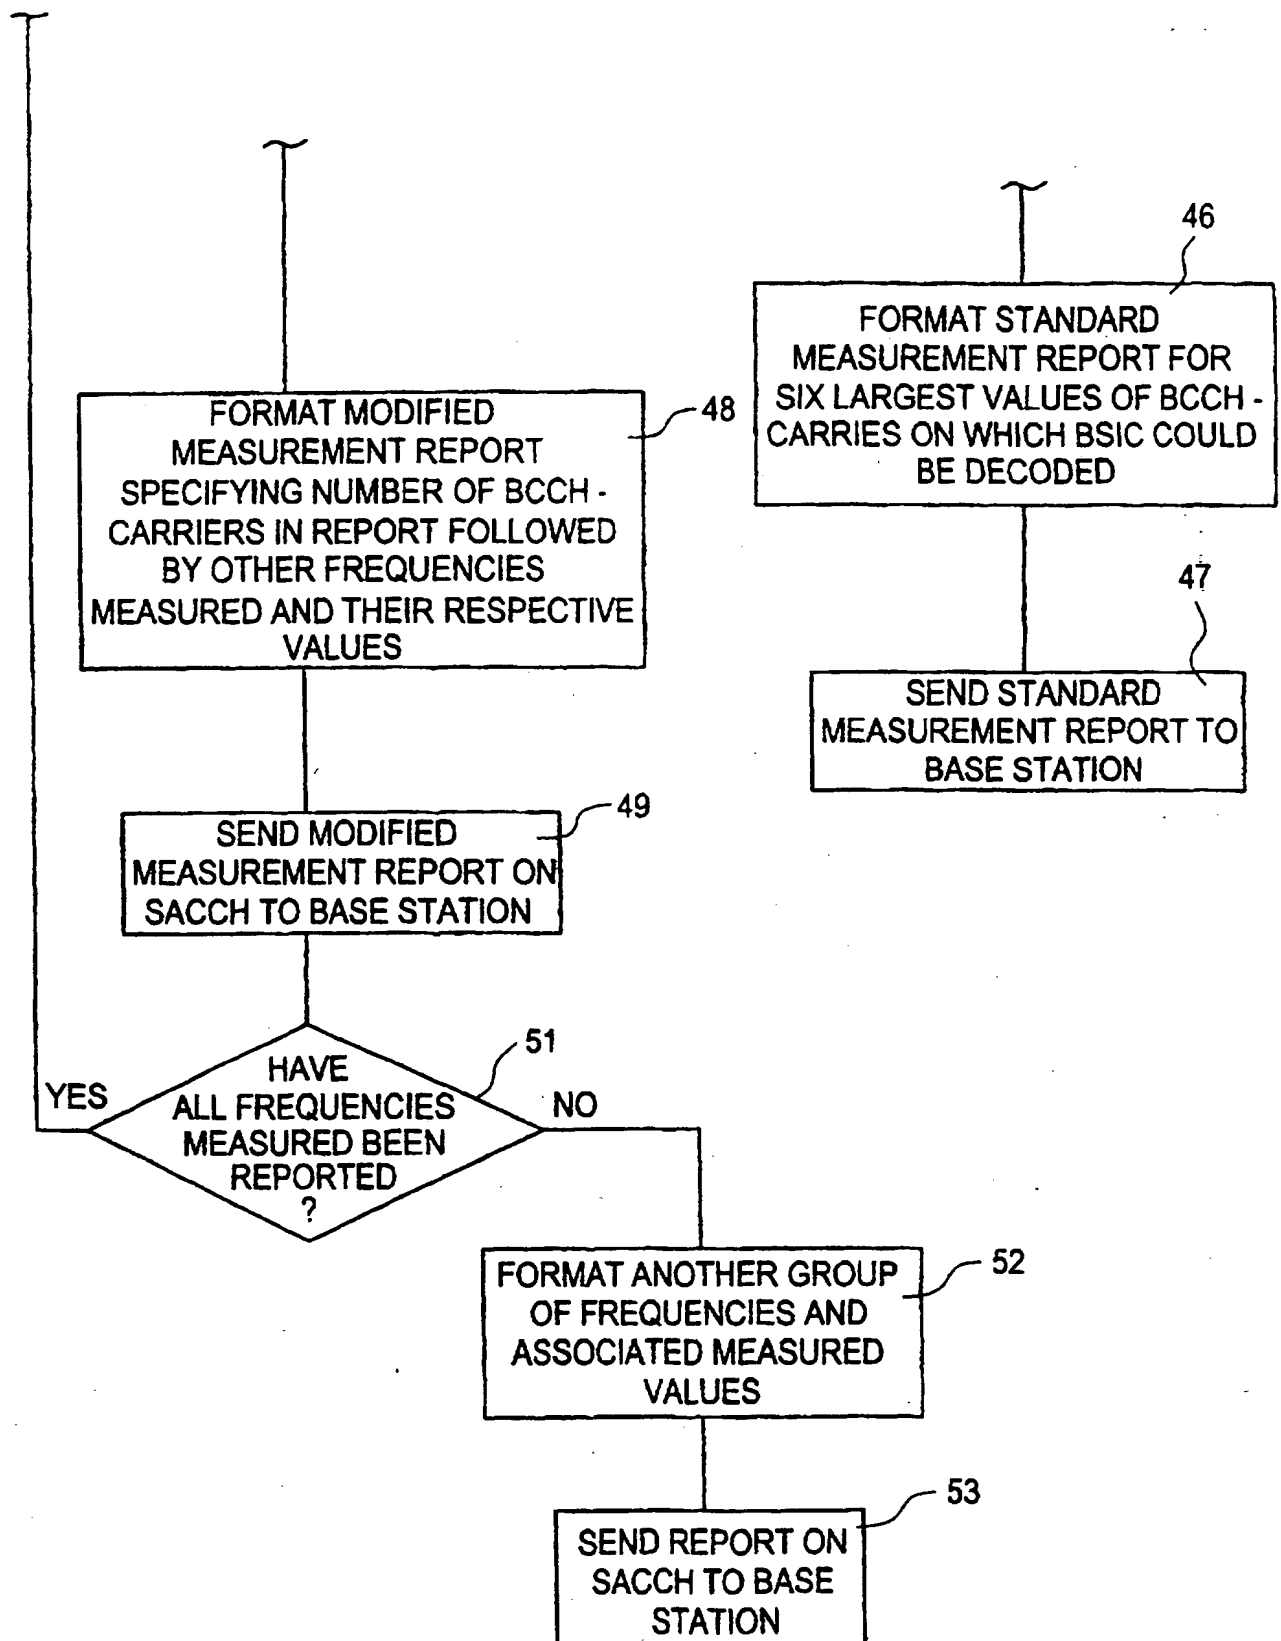 46
FORMAT STANDARD
MEASUREMENT REPORT FOR
SIX LARGEST VALUES OF BCCH -
CARRIES ON WHICH BSIC COULD
BE DECODED
48
FORMAT MODIFIED
MEASUREMENT REPORT
SPECIFYING NUMBER OF BCCH -
CARRIERS IN REPORT FOLLOWED
BY OTHER FREQUENCIES
MEASURED AND THEIR RESPECTIVE
VALUES
47
SEND STANDARD
MEASUREMENT REPORT TO
BASE STATION
49
SEND MODIFIED
MEASUREMENT REPORT ON
SACCH TO BASE STATION
51
HAVE
ALL FREQUENCIES
MEASURED BEEN
REPORTED
?
YES
NO
52
FORMAT ANOTHER GROUP
OF FREQUENCIES AND
ASSOCIATED MEASURED
VALUES
53
SEND REPORT ON
SACCH TO BASE
STATION